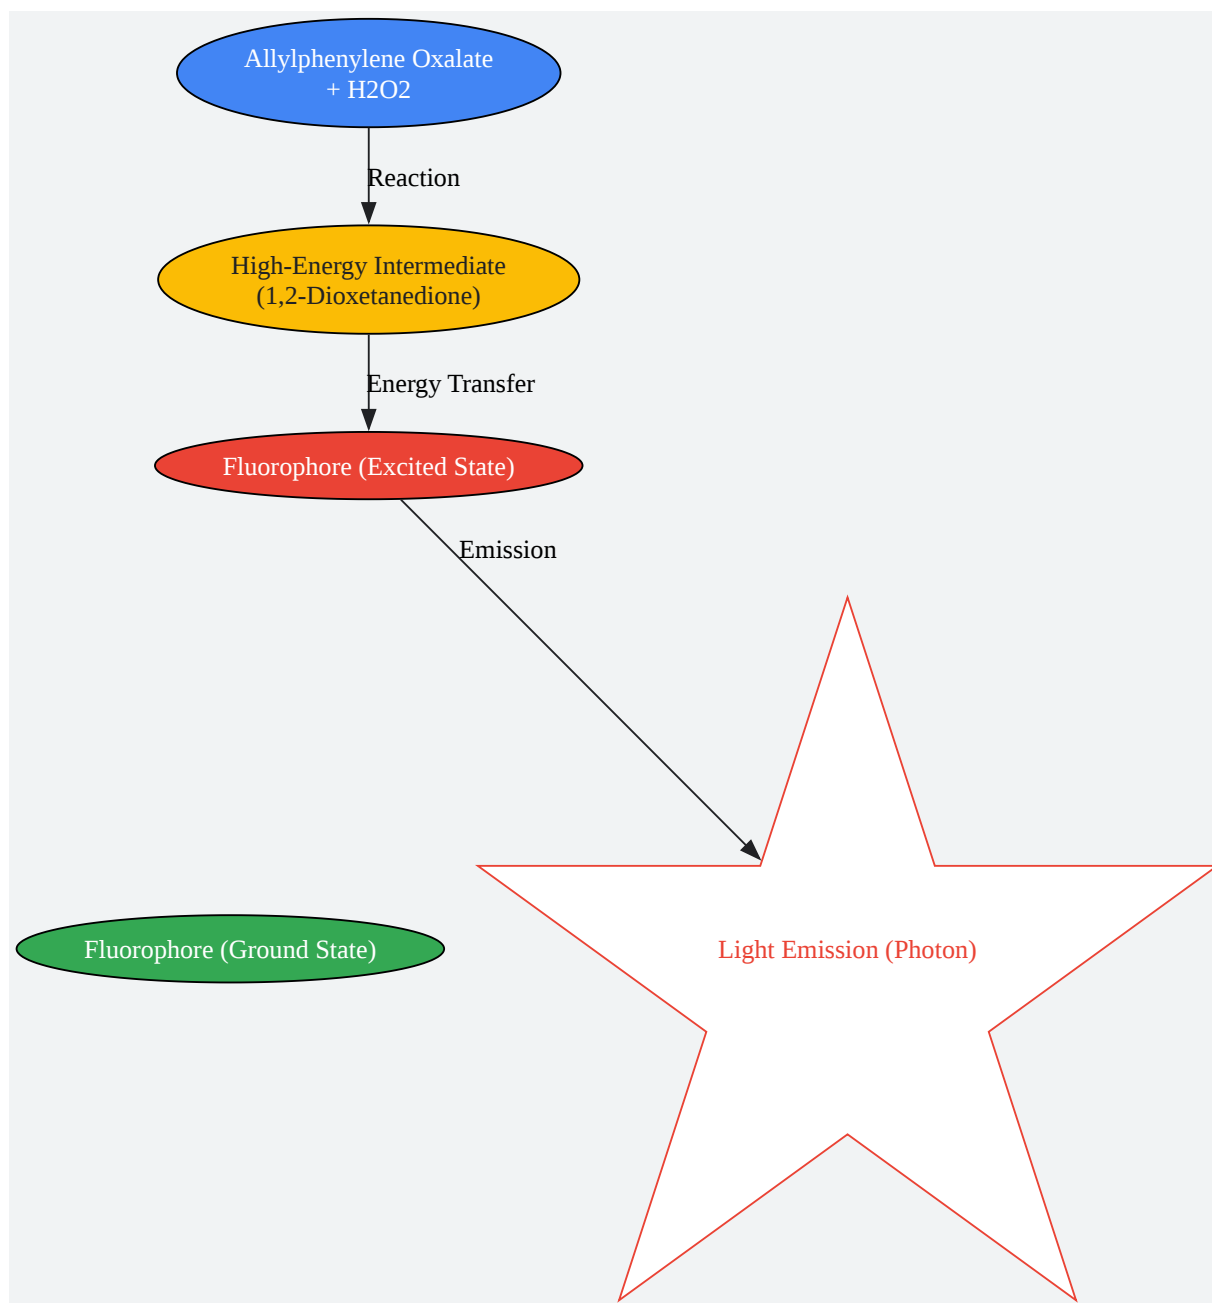 Allylphenylene Oxalate
+ H2O2
Reaction
High-Energy Intermediate
(1,2-Dioxetanedione)
Energy Transfer
Fluorophore (Excited State)
Emission
Fluorophore (Ground State)
Light Emission (Photon)